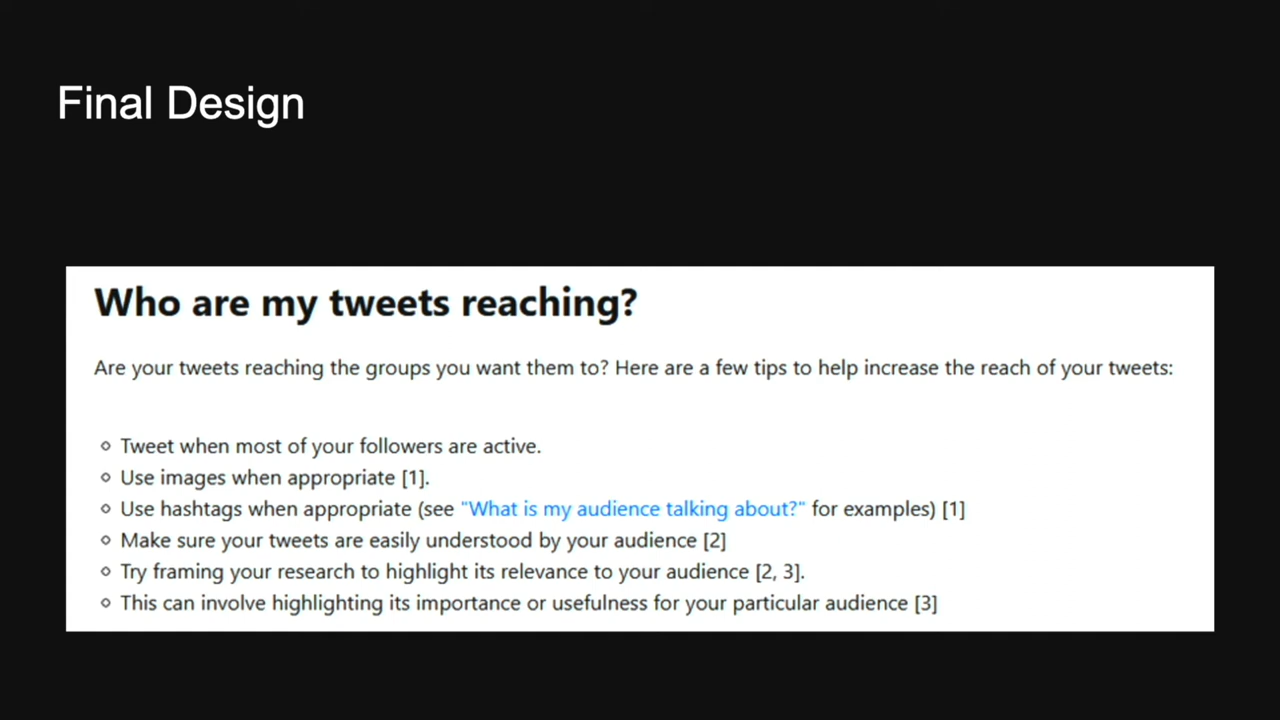 Final Design
Who are my tweets reaching?
Are your tweets reaching the groups you want them to? Here are a few tips to help increase the reach of your tweets:
Tweet when most of your followers are active.
Use images when appropriate [1].
Use hashtags when appropriate (see "What is my audience talking about?" for examples) [1]
Make sure your tweets are easily understood by your audience [2]
Try framing your research to highlight its relevance to your audience [2, 3].
This can involve highlighting its importance or usefulness for your particular audience [3]